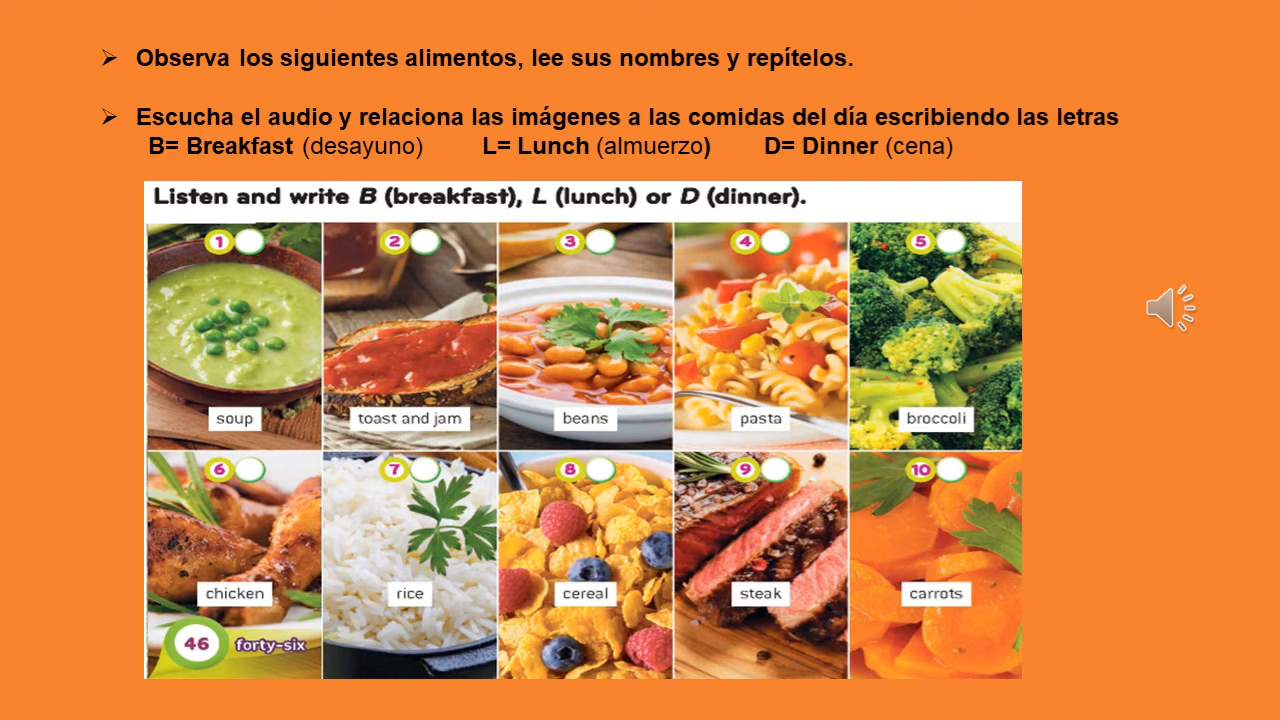 Observa los siguientes alimentos, lee sus nombres y repítelos.
Escucha el audio y relaciona las imágenes a las comidas del día escribiendo las letras
B= Breakfast (desayuno) L= Lunch (almuerzo) D= Dinner (cena)
Listen and write B (breakfast), L (lunch) or D (dinner).
1 2 3 4 5
soup toast and jam beans pasta broccoli
6 7 8 9 10
chicken rice cereal steak carrots
46 forty-six